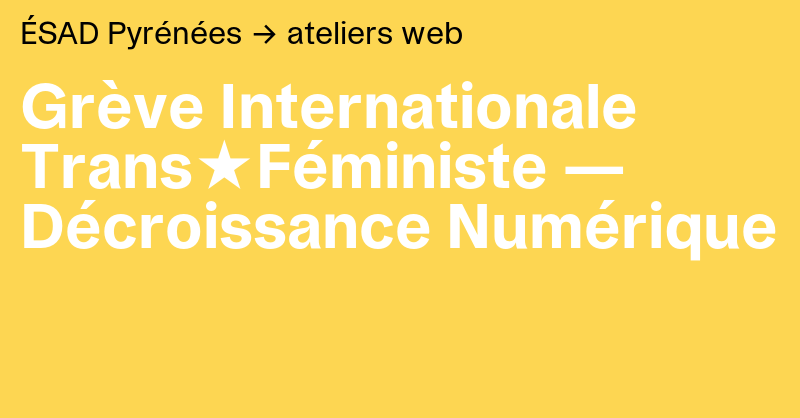 ÉSAD Pyrénées → ateliers web
Grève Internationale
Trans★Féministe —
Décroissance Numérique